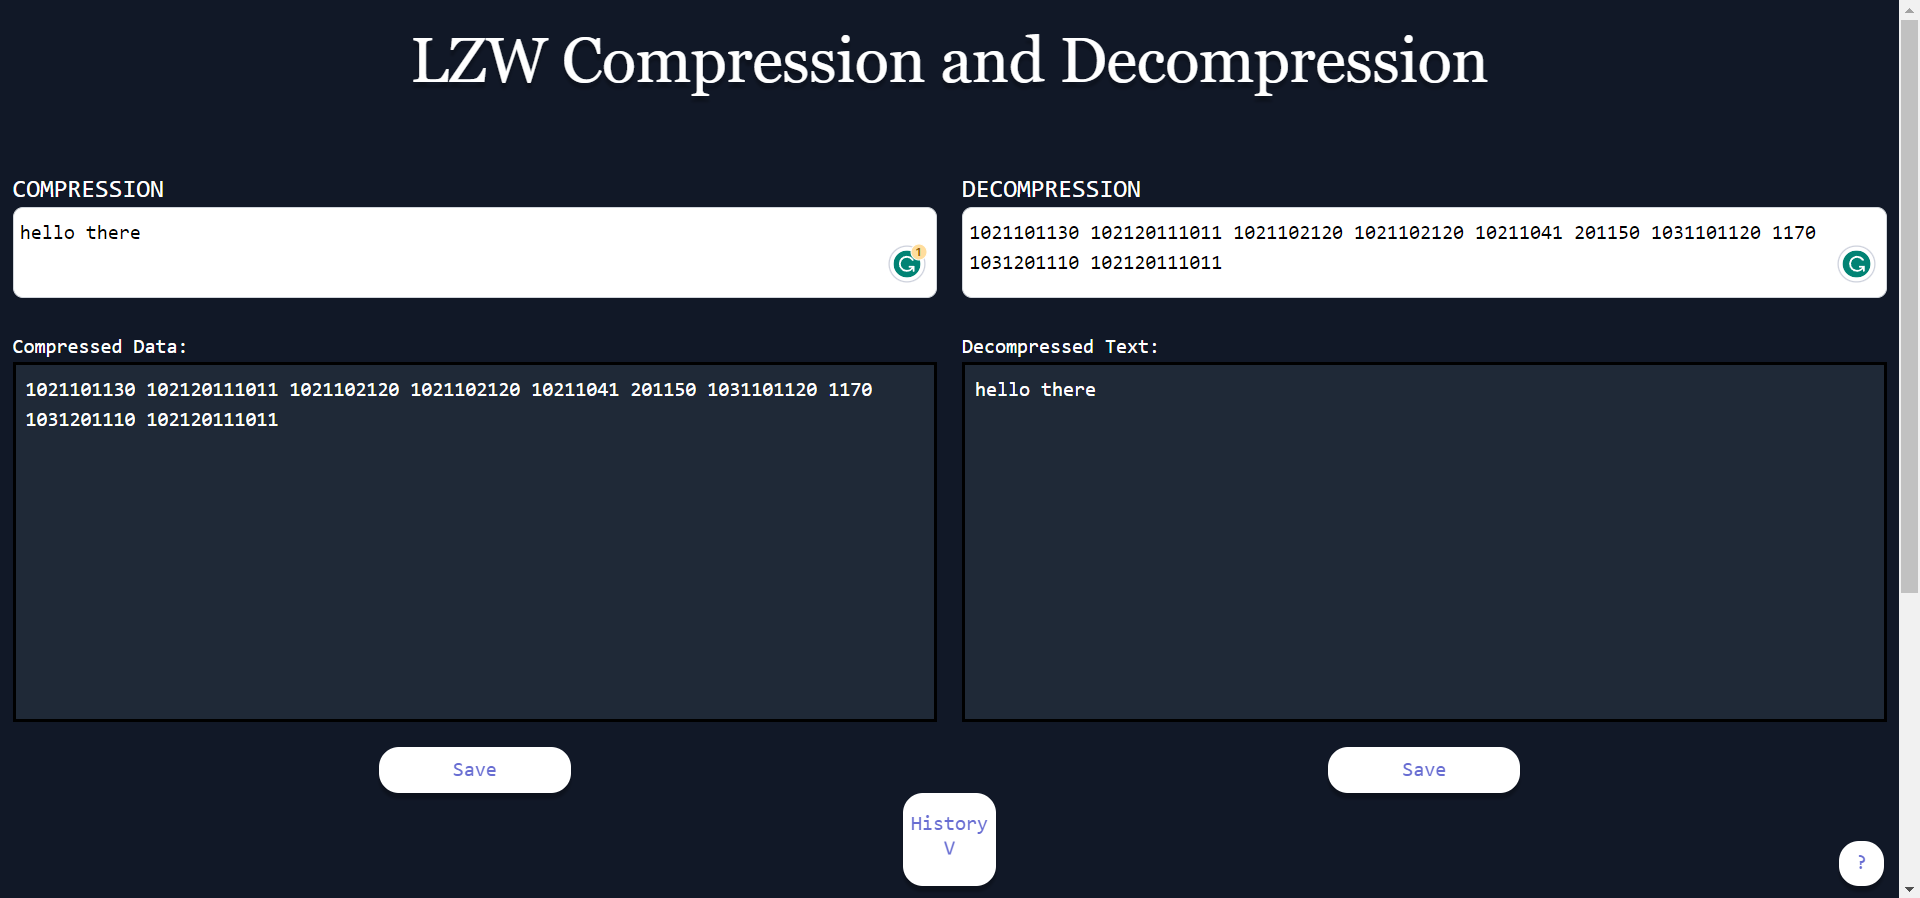 LZW Compression and Decompression
COMPRESSION
hello there
1
Compressed Data:
1021101130 102120111011 1021102120 1021102120 10211041 201150 1031101120 1170
1031201110 102120111011
Save
DECOMPRESSION
1021101130 102120111011 1021102120 1021102120 10211041 201150 1031101120 1170
1031201110 102120111011
Decompressed Text:
hello there
Save
History
V
?